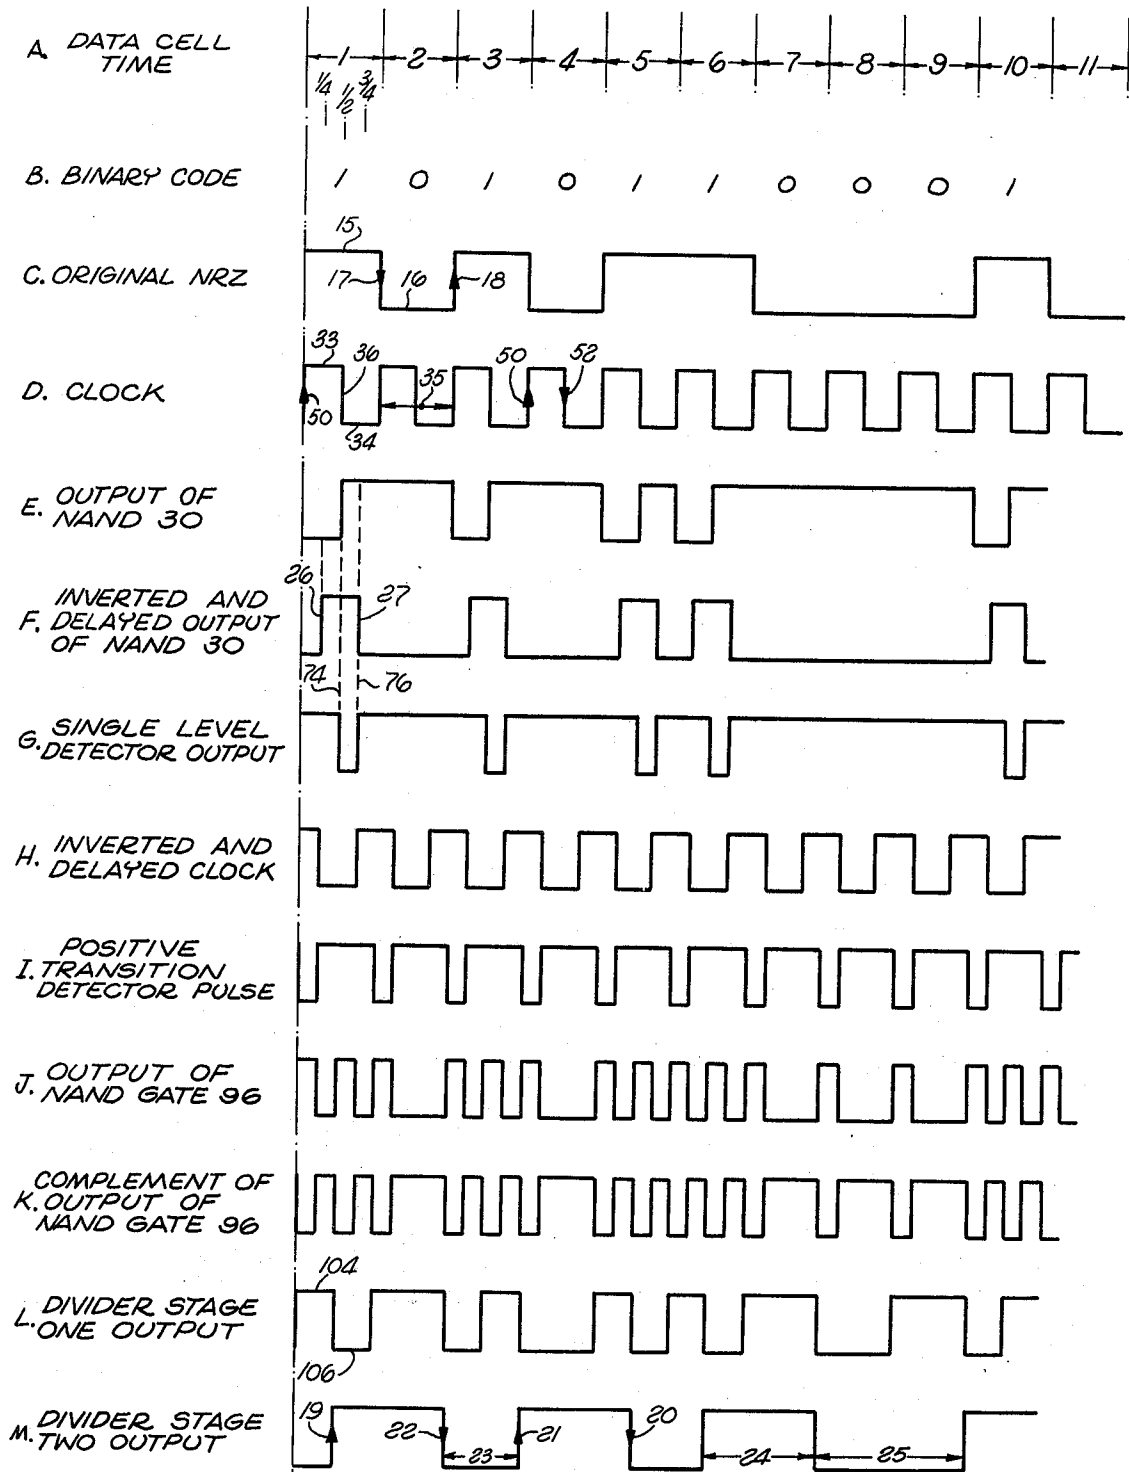 A. DATA CELL
TIME
1 2 3 4 5 6 7 8 9 10 11
1/4 1/2 3/4
B. BINARY CODE 1 0 1 0 1 1 0 0 0 1
15
C. ORIGINAL NRZ 17 16 18
33 36 50 52
D. CLOCK 35
50 34
E. OUTPUT OF
NAND 30
26 27
F. INVERTED AND
DELAYED OUTPUT
OF NAND 30
74 76
G. SINGLE LEVEL
DETECTOR OUTPUT
H. INVERTED AND
DELAYED CLOCK
I. POSITIVE
TRANSITION
DETECTOR PULSE
J. OUTPUT OF
NAND GATE 96
K. COMPLEMENT OF
OUTPUT OF
NAND GATE 96
104
L. DIVIDER STAGE
ONE OUTPUT
106
M. DIVIDER STAGE
TWO OUTPUT
19 22 23 21 20 24 25